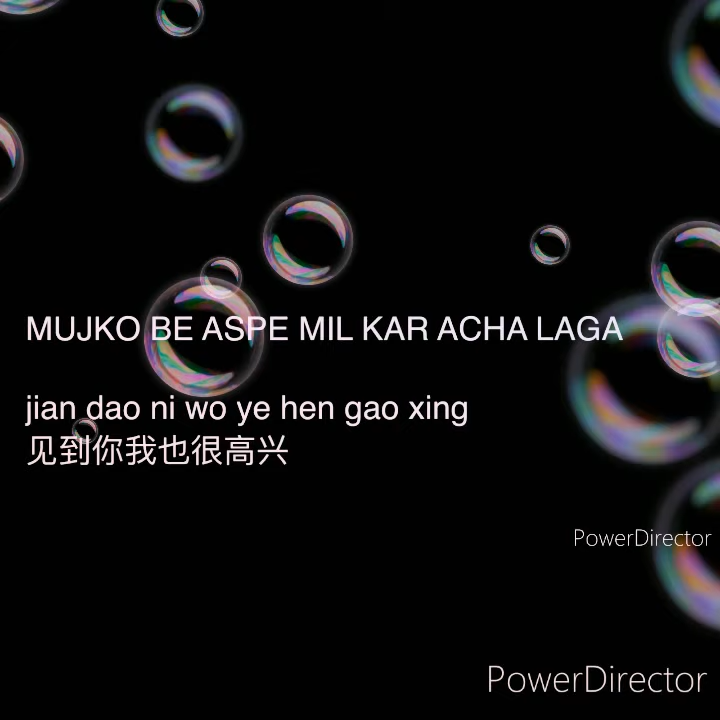 MUJKO BE ASPE MIL KAR ACHA LAGA
jian dao ni wo ye hen gao xing
见到你我也很高兴
PowerDirector
PowerDirector